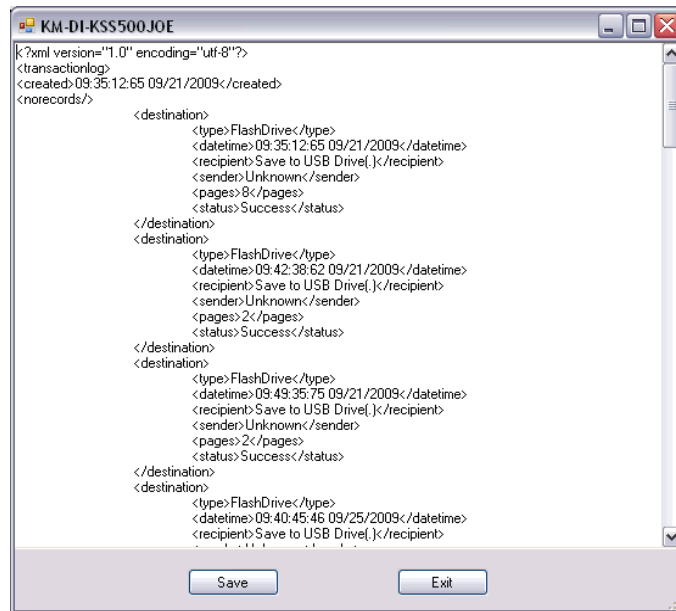 KM-DI-KSS500JOE
<?xml version="1.0" encoding="utf-8"?>
<transactionlog>
<created>09:35:12:65 09/21/2009</created>
<norecords/>
<destination>
<type>FlashDrive</type>
<datetime>09:35:12:65 09/21/2009</datetime>
<recipient>Save to USB Drive(.)</recipient>
<sender>Unknown</sender>
<pages>8</pages>
<status>Success</status>
</destination>
<destination>
<type>FlashDrive</type>
<datetime>09:42:38:62 09/21/2009</datetime>
<recipient>Save to USB Drive(.)</recipient>
<sender>Unknown</sender>
<pages>2</pages>
<status>Success</status>
</destination>
<destination>
<type>FlashDrive</type>
<datetime>09:49:35:75 09/21/2009</datetime>
<recipient>Save to USB Drive(.)</recipient>
<sender>Unknown</sender>
<pages>2</pages>
<status>Success</status>
</destination>
<destination>
<type>FlashDrive</type>
<datetime>09:40:45:46 09/25/2009</datetime>
<recipient>Save to USB Drive(.)</recipient>
Save Exit